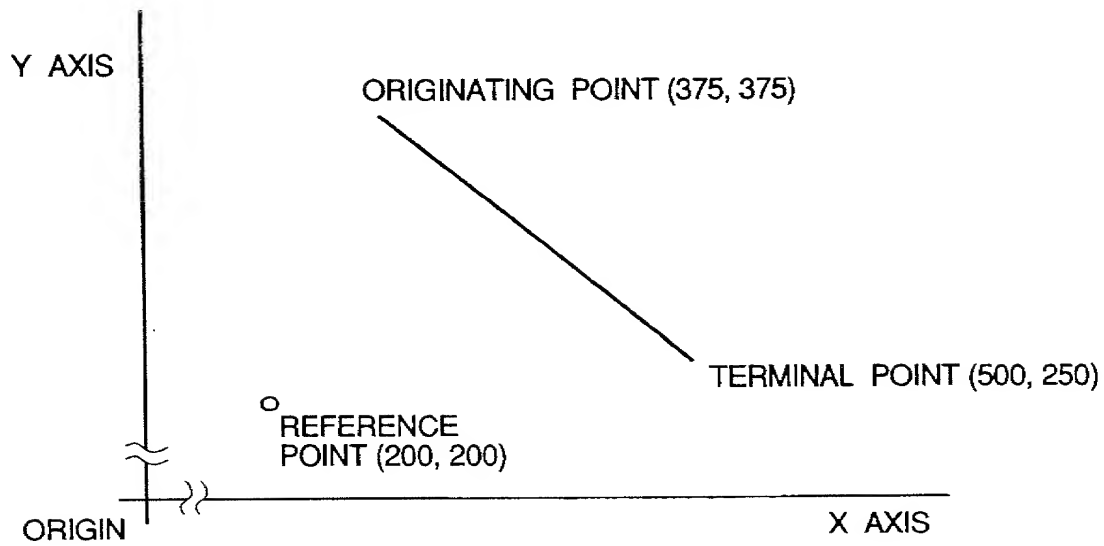 Y AXIS
ORIGINATING POINT (375, 375)
TERMINAL POINT (500, 250)
REFERENCE
POINT (200, 200)
ORIGIN
X AXIS